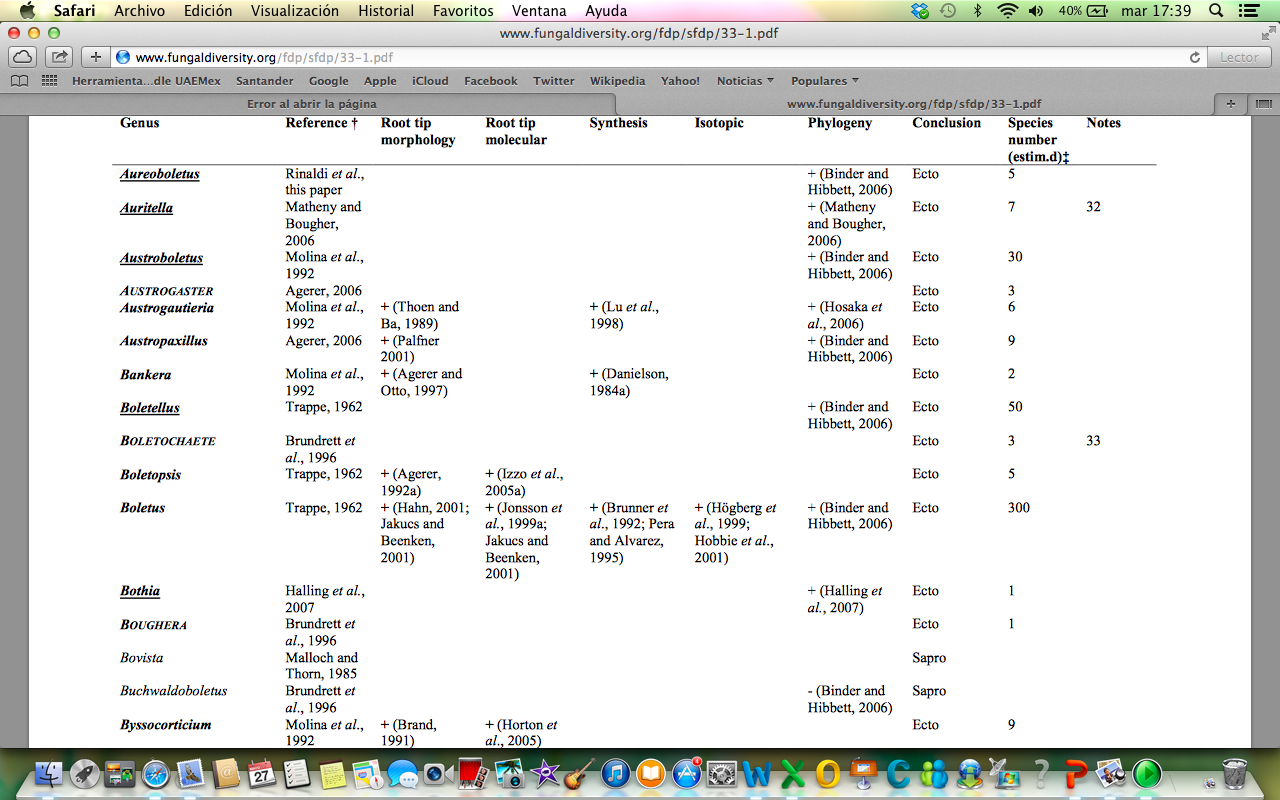 Safari Archivo Edición Visualización Historial Favoritos Ventana Ayuda 40% mar 17:39
www.fungaldiversity.org/fdp/sfdp/33-1.pdf
www.fungaldiversity.org/fdp/sfdp/33-1.pdf Lector
Herramienta...dle UAEMex Santander Google Apple iCloud Facebook Twitter Wikipedia Yahoo! Noticias Populares
Error al abrir la página www.fungaldiversity.org/fdp/sfdp/33-1.pdf
Genus Reference † Root tip Root tip Synthesis Isotopic Phylogeny Conclusion Species Notes
morphology molecular number
(estim.d)‡
Aureoboletus Rinaldi et al., + (Binder and Ecto 5
this paper Hibbett, 2006)
Auritella Matheny and + (Matheny Ecto 7 32
Bougher, and Bougher,
2006 2006)
Austroboletus Molina et al., + (Binder and Ecto 30
1992 Hibbett, 2006)
AUSTROGASTER Agerer, 2006 Ecto 3
Austrogautieria Molina et al., + (Thoen and + (Lu et al., + (Hosaka et Ecto 6
1992 Ba, 1989) 1998) al., 2006)
Austropaxillus Agerer, 2006 + (Palfner + (Binder and Ecto 9
2001) Hibbett, 2006)
Bankera Molina et al., + (Agerer and + (Danielson, Ecto 2
1992 Otto, 1997) 1984a)
Boletellus Trappe, 1962 + (Binder and Ecto 50
Hibbett, 2006)
BOLETOCHAETE Brundrett et Ecto 3 33
al., 1996
Boletopsis Trappe, 1962 + (Agerer, + (Izzo et al., Ecto 5
1992a) 2005a)
Boletus Trappe, 1962 + (Hahn, 2001; + (Jonsson et + (Brunner et + (Högberg et + (Binder and Ecto 300
Jakucs and al., 1999a; al., 1992; Pera al., 1999; Hibbett, 2006)
Beenken, Jakucs and and Alvarez, Hobbie et al.,
2001) Beenken, 1995) 2001)
2001)
Bothia Halling et al., + (Halling et Ecto 1
2007 al., 2007)
BOUGHERA Brundrett et Ecto 1
al., 1996
Bovista Malloch and Sapro
Thorn, 1985
Buchwaldoboletus Brundrett et - (Binder and Sapro
al., 1996 Hibbett, 2006)
Byssocorticium Molina et al., + (Brand, + (Horton et Ecto 9
1992 1991) al., 2005)
27